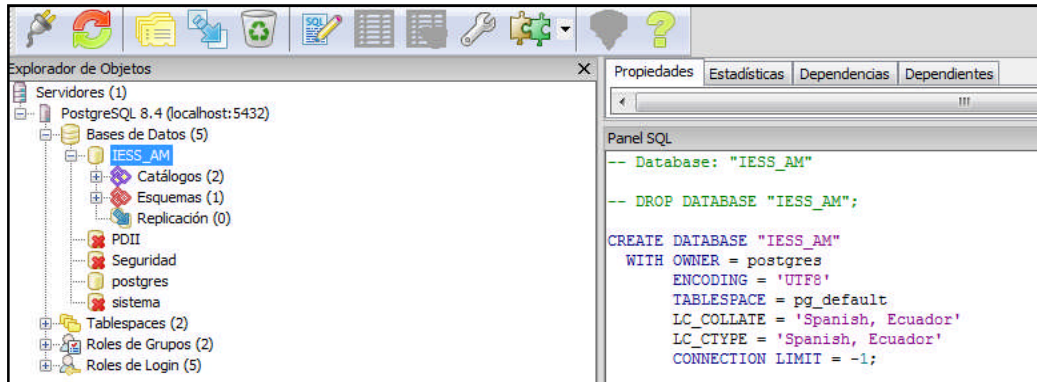 SQL
Explorador de Objetos
Servidores (1)
PostgreSQL 8.4 (localhost:5432)
Bases de Datos (5)
IESS_AM
Catálogos (2)
Esquemas (1)
Replicación (0)
PDII
Seguridad
postgres
sistema
Tablespaces (2)
Roles de Grupos (2)
Roles de Login (5)
Propiedades Estadísticas Dependencias Dependientes
Panel SQL
-- Database: "IESS_AM"
-- DROP DATABASE "IESS_AM";
CREATE DATABASE "IESS_AM"
WITH OWNER = postgres
ENCODING = 'UTF8'
TABLESPACE = pg_default
LC_COLLATE = 'Spanish, Ecuador'
LC_CTYPE = 'Spanish, Ecuador'
CONNECTION LIMIT = -1;